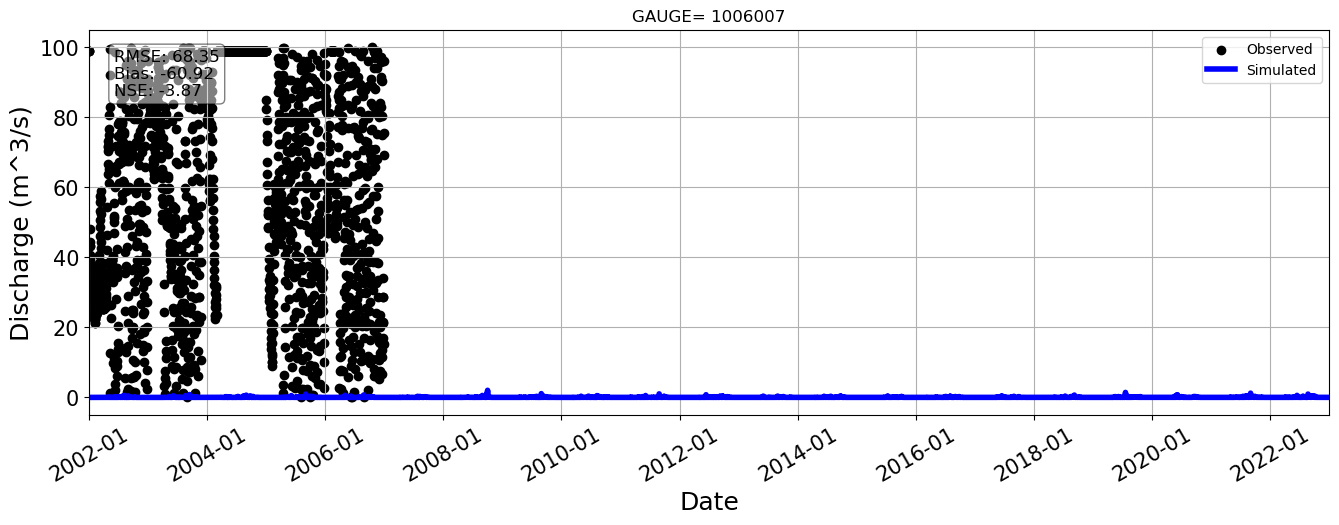 GAUGE= 1006007
Discharge (m^3/s)
100
80
60
40
20
0
RMSE: 68.35
Bias: -60.92
NSE: -3.87
Observed
Simulated
2002-01
2004-01
2006-01
2008-01
2010-01
2012-01
2014-01
2016-01
2018-01
2020-01
2022-01
Date